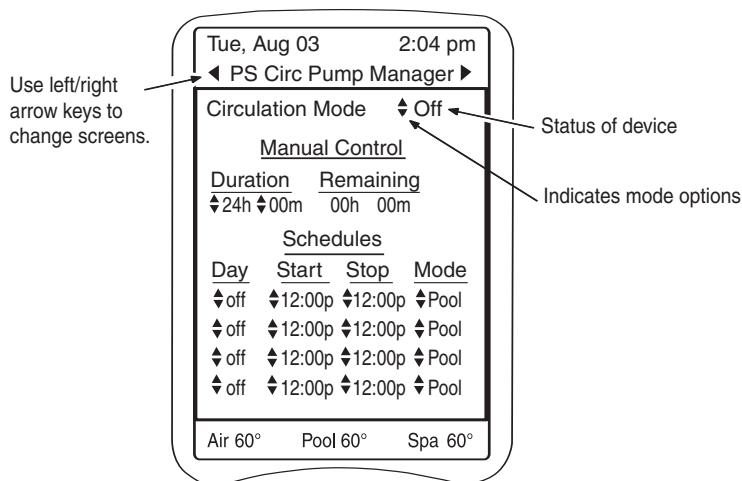 Tue, Aug 03 2:04 pm
◀ PS Circ Pump Manager ▶
Use left/right
arrow keys to
change screens.
Circulation Mode Off
Status of device
Manual Control
Indicates mode options
Duration Remaining
24h 00m 00h 00m
Schedules
Day Start Stop Mode
off 12:00p 12:00p Pool
off 12:00p 12:00p Pool
off 12:00p 12:00p Pool
off 12:00p 12:00p Pool
Air 60° Pool 60° Spa 60°